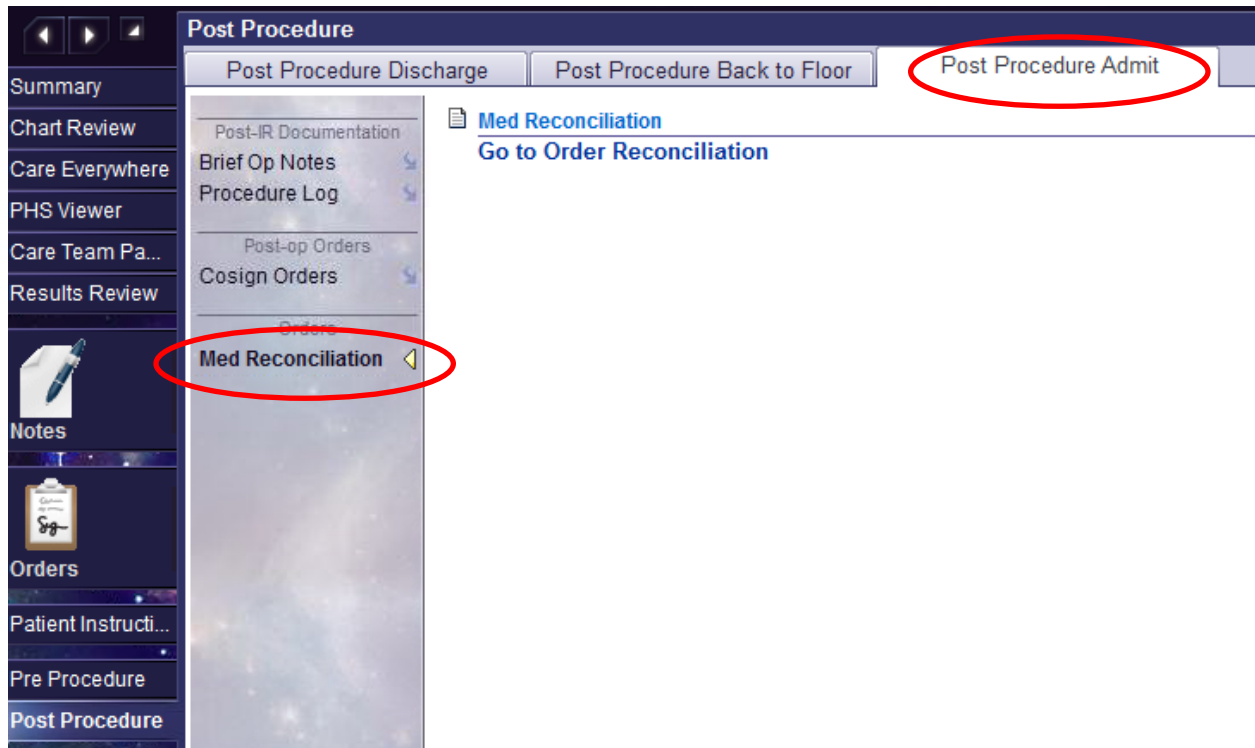 Post Procedure
Post Procedure Discharge
Post Procedure Back to Floor
Post Procedure Admit
Summary
Chart Review
Care Everywhere
PHS Viewer
Care Team Pa...
Results Review
Notes
Orders
Patient Instructi...
Pre Procedure
Post Procedure
Post-IR Documentation
Brief Op Notes
Procedure Log
Post-op Orders
Cosign Orders
Orders
Med Reconciliation
Med Reconciliation
Go to Order Reconciliation